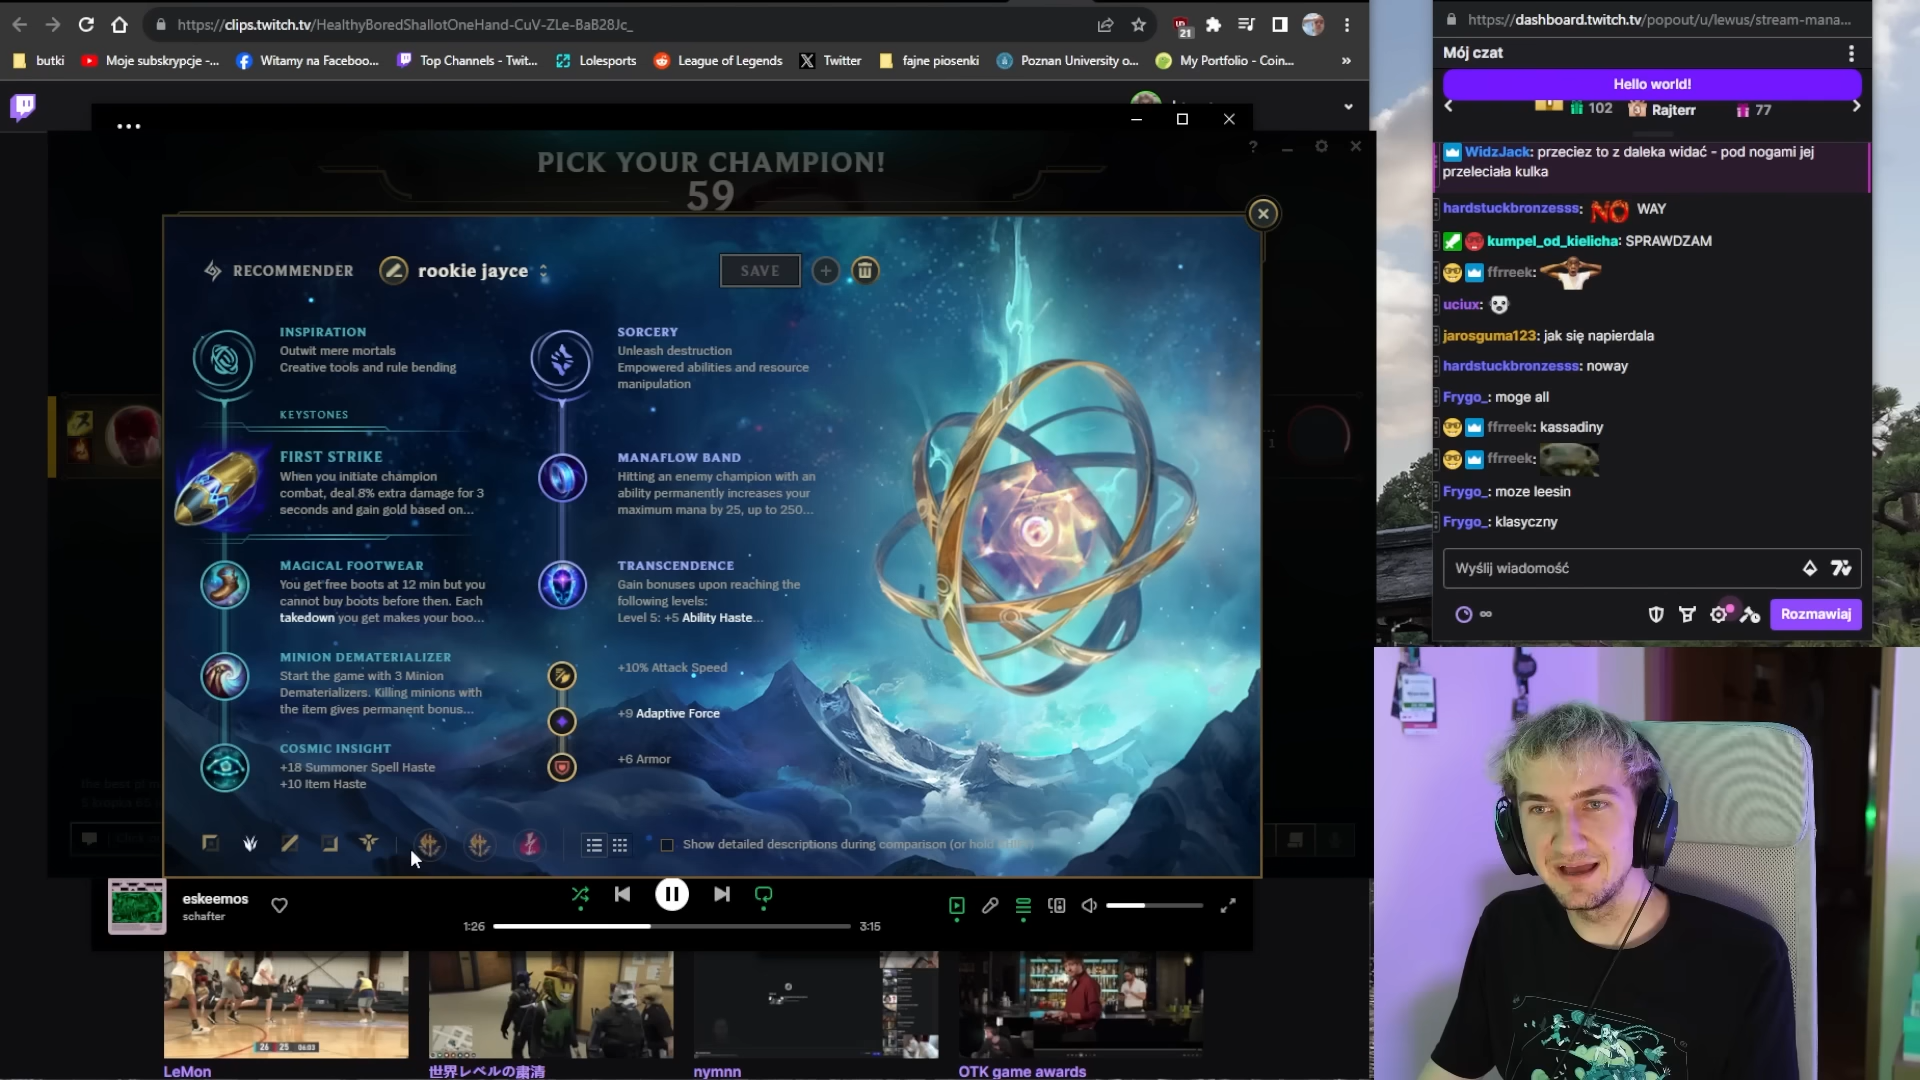 https://clips.twitch.tv/HealthyBoredShallotOneHand-CuV-ZLe-BaB28Jc_
21
butki
Moje subskrypcje -...
Witamy na Faceboo...
Top Channels - Twit...
Lolesports
League of Legends
Twitter
fajne piosenki
Poznan University o...
My Portfolio - Coin...
»
PICK YOUR CHAMPION!
59
RECOMMENDER
rookie jayce
SAVE
INSPIRATION
Outwit mere mortals
Creative tools and rule bending
KEYSTONES
FIRST STRIKE
When you initiate champion
combat, deal 8% extra damage for 3
seconds and gain gold based on...
MAGICAL FOOTWEAR
You get free boots at 12 min but you
cannot buy boots before then. Each
takedown you get makes your boo...
MINION DEMATERIALIZER
Start the game with 3 Minion
Dematerializers. Killing minions with
the item gives permanent bonus...
COSMIC INSIGHT
+18 Summoner Spell Haste
+10 Item Haste
SORCERY
Unleash destruction
Empowered abilities and resource
manipulation
MANAFLOW BAND
Hitting an enemy champion with an
ability permanently increases your
maximum mana by 25, up to 250...
TRANSCENDENCE
Gain bonuses upon reaching the
following levels:
Level 5: +5 Ability Haste...
+10% Attack Speed
+9 Adaptive Force
+6 Armor
Show detailed descriptions during comparison (or hold
eskeemos
schafter
1:26
3:15
26 25 06:03
LeMon
世界レベルの粛清
nymnn
OTK game awards
https://dashboard.twitch.tv/popout/u/lewus/stream-mana...
Mój czat
Hello world!
102
Rajterr
77
WidzJack: przeciez to z daleka widać - pod nogami jej
przeleciała kulka
hardstuckbronzesss: NO WAY
kumpel_od_kielicha: SPRAWDZAM
ffrreek:
uciux:
jarosguma123: jak się napierdala
hardstuckbronzesss: noway
Frygo_: moge all
ffrreek: kassadiny
ffrreek:
Frygo_: moze leesin
Frygo_: klasyczny
Wyślij wiadomość
∞
Rozmawiaj